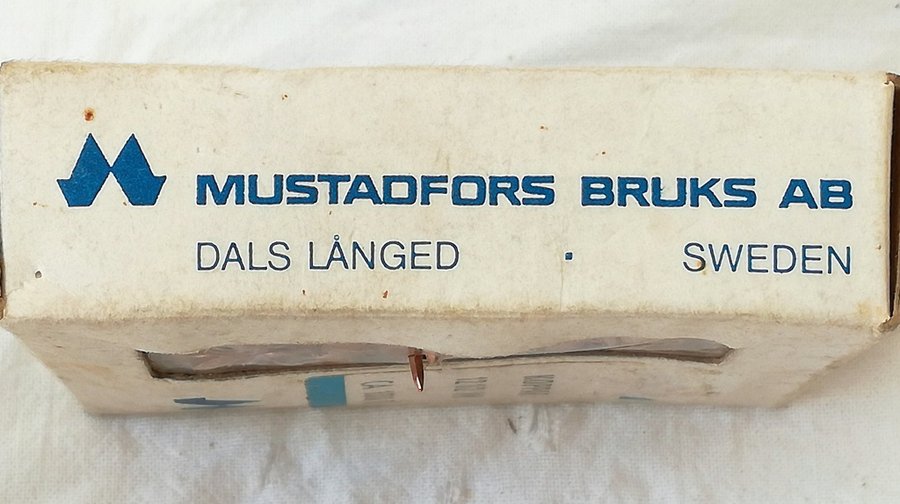 MUSTADFORS BRUKS AB
DALS LÅNGED · SWEDEN